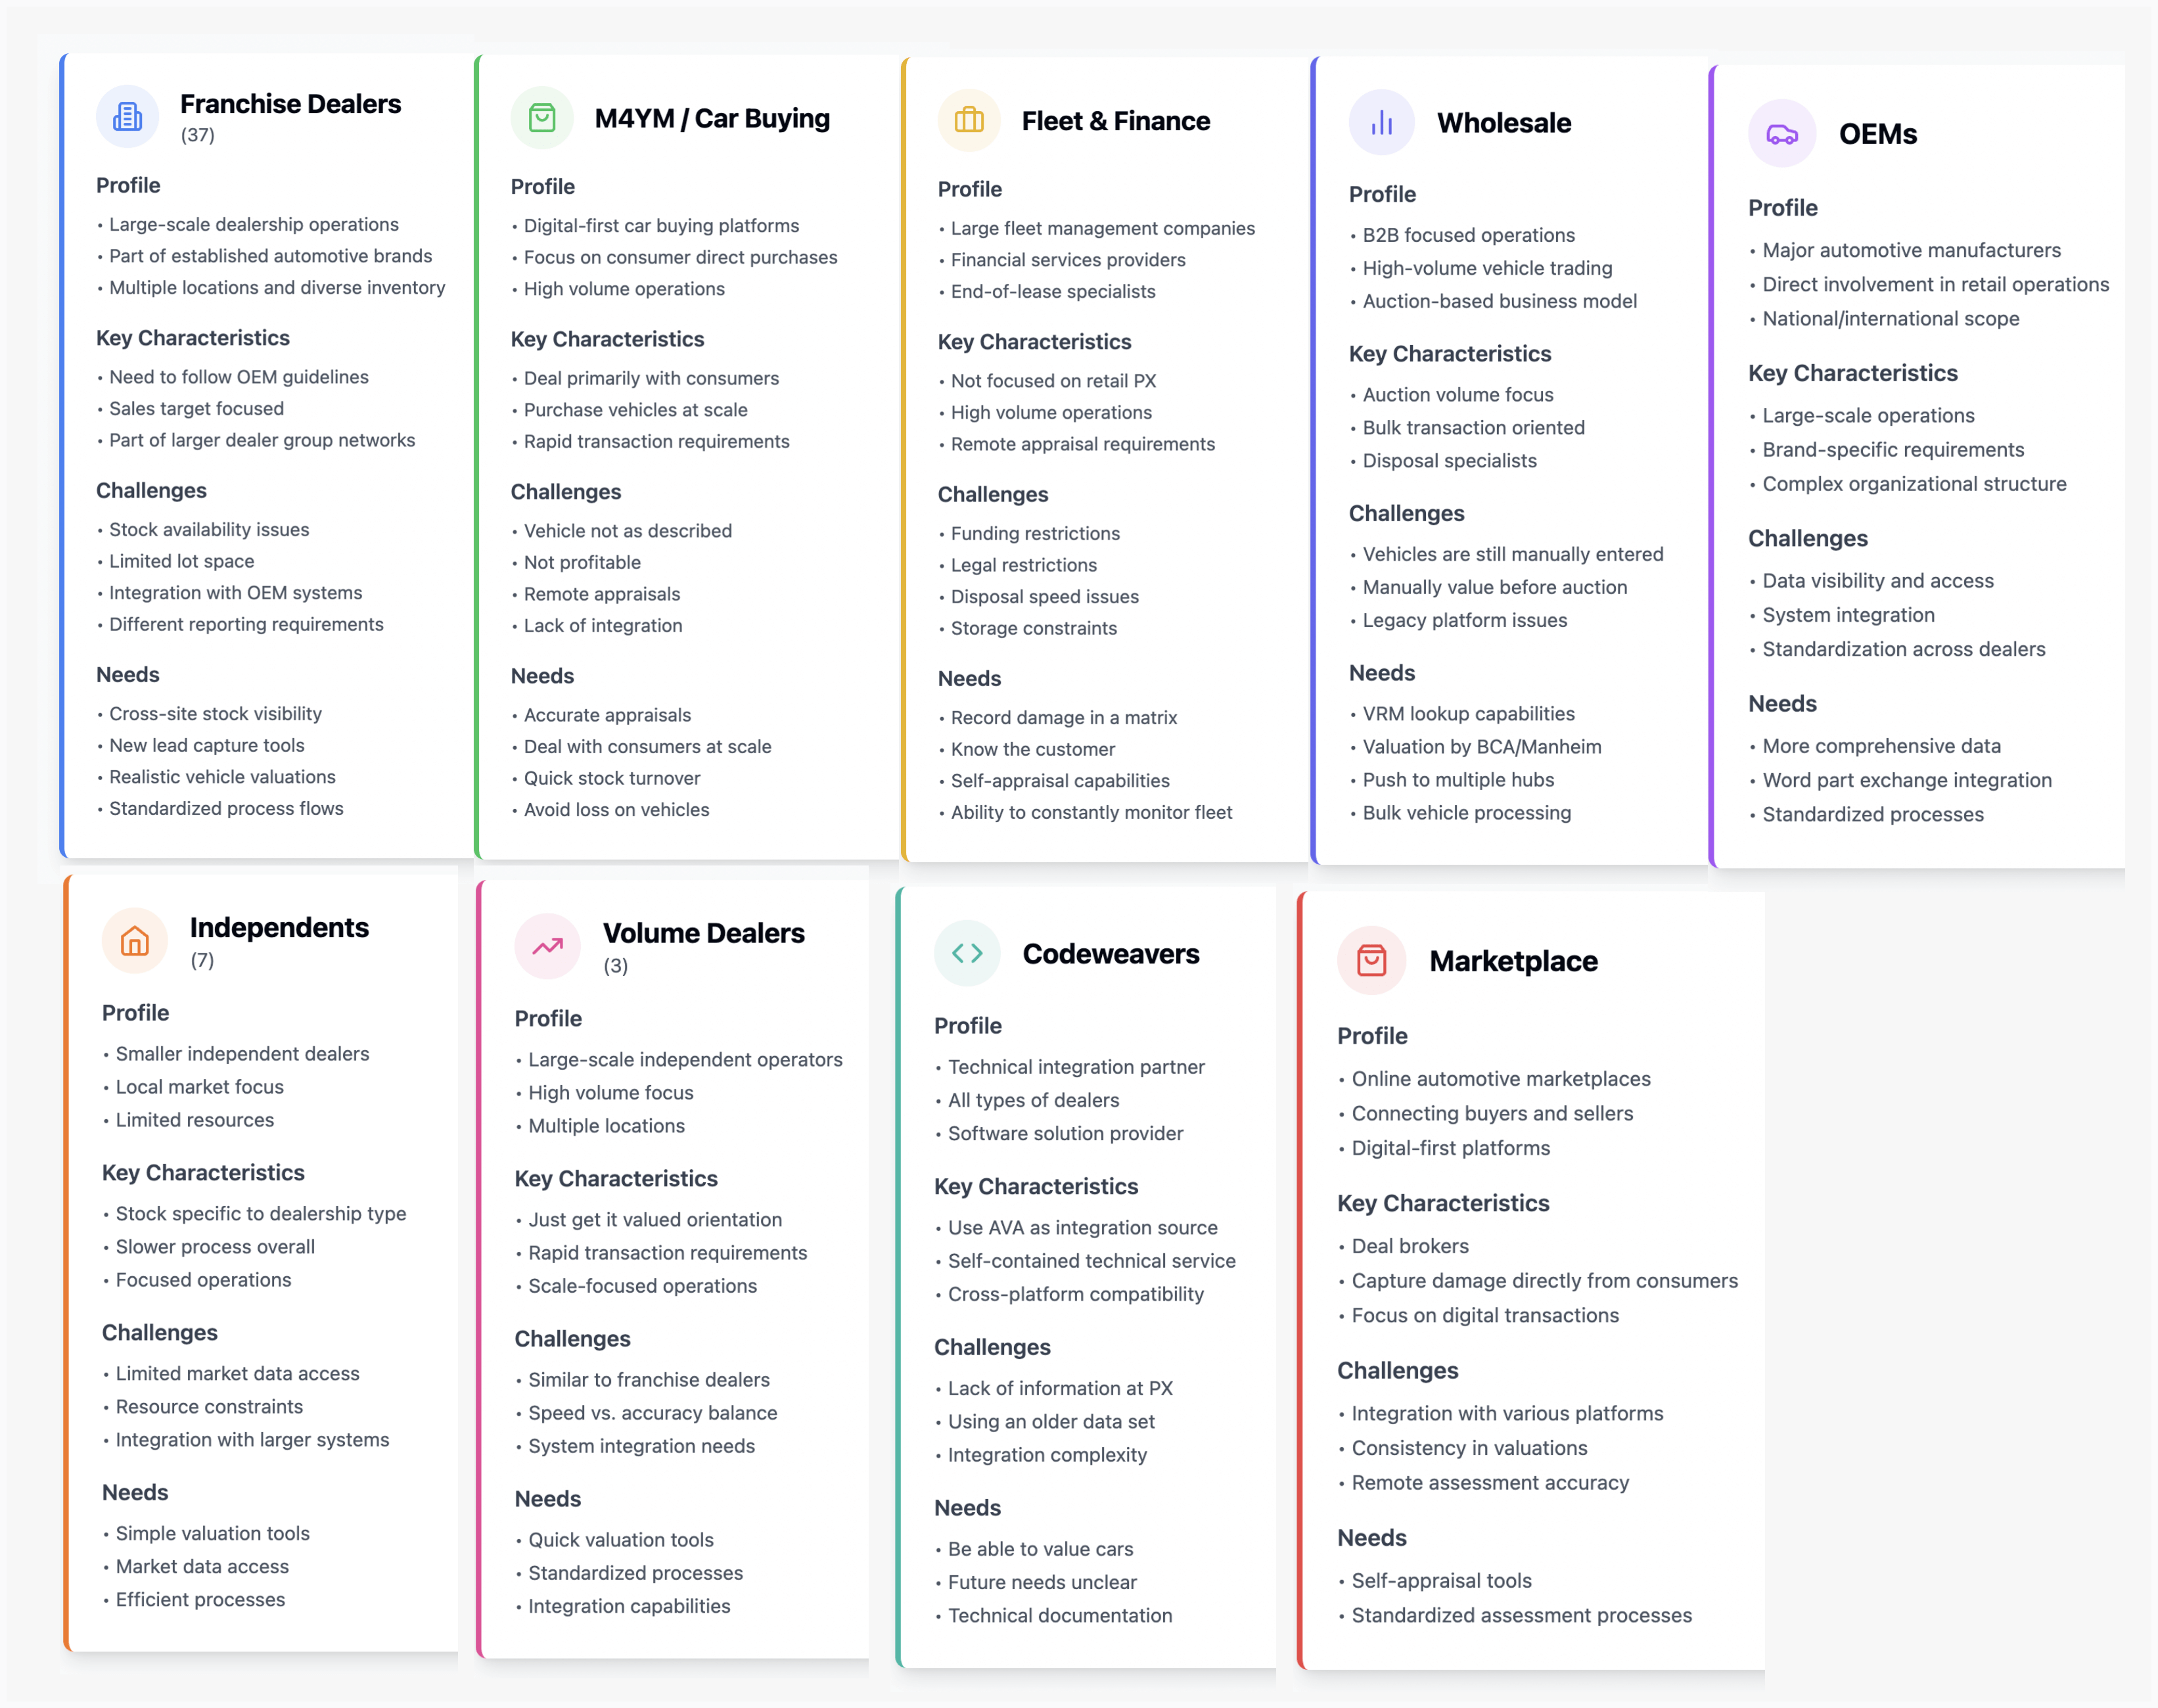 Franchise Dealers
(37)
Profile
• Large-scale dealership operations
• Part of established automotive brands
• Multiple locations and diverse inventory
Key Characteristics
• Need to follow OEM guidelines
• Sales target focused
• Part of larger dealer group networks
Challenges
• Stock availability issues
• Limited lot space
• Integration with OEM systems
• Different reporting requirements
Needs
• Cross-site stock visibility
• New lead capture tools
• Realistic vehicle valuations
• Standardized process flows
M4YM / Car Buying
Profile
• Digital-first car buying platforms
• Focus on consumer direct purchases
• High volume operations
Key Characteristics
• Deal primarily with consumers
• Purchase vehicles at scale
• Rapid transaction requirements
Challenges
• Vehicle not as described
• Not profitable
• Remote appraisals
• Lack of integration
Needs
• Accurate appraisals
• Deal with consumers at scale
• Quick stock turnover
• Avoid loss on vehicles
Fleet & Finance
Profile
• Large fleet management companies
• Financial services providers
• End-of-lease specialists
Key Characteristics
• Not focused on retail PX
• High volume operations
• Remote appraisal requirements
Challenges
• Funding restrictions
• Legal restrictions
• Disposal speed issues
• Storage constraints
Needs
• Record damage in a matrix
• Know the customer
• Self-appraisal capabilities
• Ability to constantly monitor fleet
Wholesale
Profile
• B2B focused operations
• High-volume vehicle trading
• Auction-based business model
Key Characteristics
• Auction volume focus
• Bulk transaction oriented
• Disposal specialists
Challenges
• Vehicles are still manually entered
• Manually value before auction
• Legacy platform issues
Needs
• VRM lookup capabilities
• Valuation by BCA/Manheim
• Push to multiple hubs
• Bulk vehicle processing
OEMs
Profile
• Major automotive manufacturers
• Direct involvement in retail operations
• National/international scope
Key Characteristics
• Large-scale operations
• Brand-specific requirements
• Complex organizational structure
Challenges
• Data visibility and access
• System integration
• Standardization across dealers
Needs
• More comprehensive data
• Word part exchange integration
• Standardized processes
Independents
(7)
Profile
• Smaller independent dealers
• Local market focus
• Limited resources
Key Characteristics
• Stock specific to dealership type
• Slower process overall
• Focused operations
Challenges
• Limited market data access
• Resource constraints
• Integration with larger systems
Needs
• Simple valuation tools
• Market data access
• Efficient processes
Volume Dealers
(3)
Profile
• Large-scale independent operators
• High volume focus
• Multiple locations
Key Characteristics
• Just get it valued orientation
• Rapid transaction requirements
• Scale-focused operations
Challenges
• Similar to franchise dealers
• Speed vs. accuracy balance
• System integration needs
Needs
• Quick valuation tools
• Standardized processes
• Integration capabilities
Codeweavers
Profile
• Technical integration partner
• All types of dealers
• Software solution provider
Key Characteristics
• Use AVA as integration source
• Self-contained technical service
• Cross-platform compatibility
Challenges
• Lack of information at PX
• Using an older data set
• Integration complexity
Needs
• Be able to value cars
• Future needs unclear
• Technical documentation
Marketplace
Profile
• Online automotive marketplaces
• Connecting buyers and sellers
• Digital-first platforms
Key Characteristics
• Deal brokers
• Capture damage directly from consumers
• Focus on digital transactions
Challenges
• Integration with various platforms
• Consistency in valuations
• Remote assessment accuracy
Needs
• Self-appraisal tools
• Standardized assessment processes